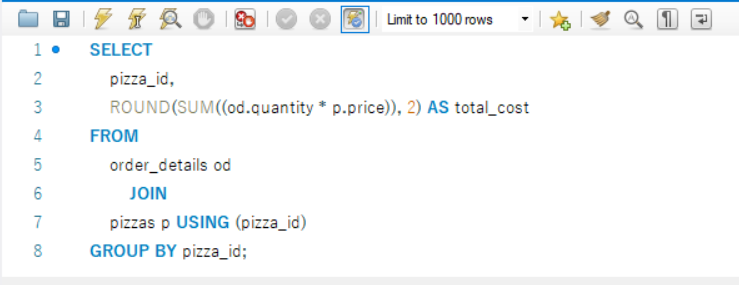 Limit to 1000 rows
1 SELECT
2 pizza_id,
3 ROUND(SUM((od.quantity * p.price)), 2) AS total_cost
4 FROM
5 order_details od
6 JOIN
7 pizzas p USING (pizza_id)
8 GROUP BY pizza_id;